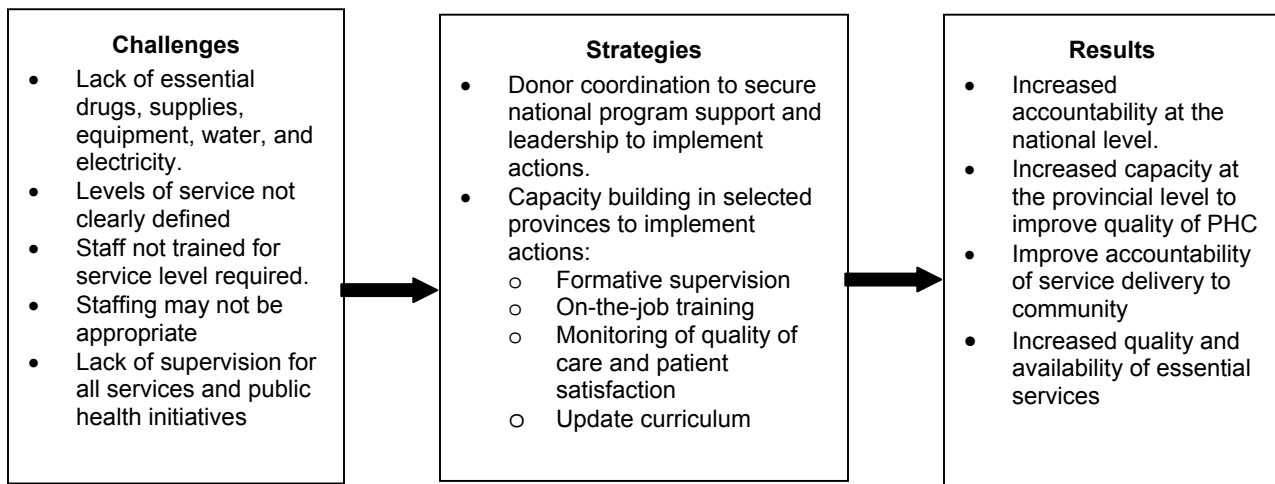 Challenges
• Lack of essential
drugs, supplies,
equipment, water, and
electricity.
• Levels of service not
clearly defined
• Staff not trained for
service level required.
• Staffing may not be
appropriate
• Lack of supervision for
all services and public
health initiatives
Strategies
• Donor coordination to secure
national program support and
leadership to implement
actions.
• Capacity building in selected
provinces to implement
actions:
o Formative supervision
o On-the-job training
o Monitoring of quality of
care and patient
satisfaction
o Update curriculum
Results
• Increased
accountability at the
national level.
• Increased capacity at
the provincial level to
improve quality of PHC
• Improve accountability
of service delivery to
community
• Increased quality and
availability of essential
services